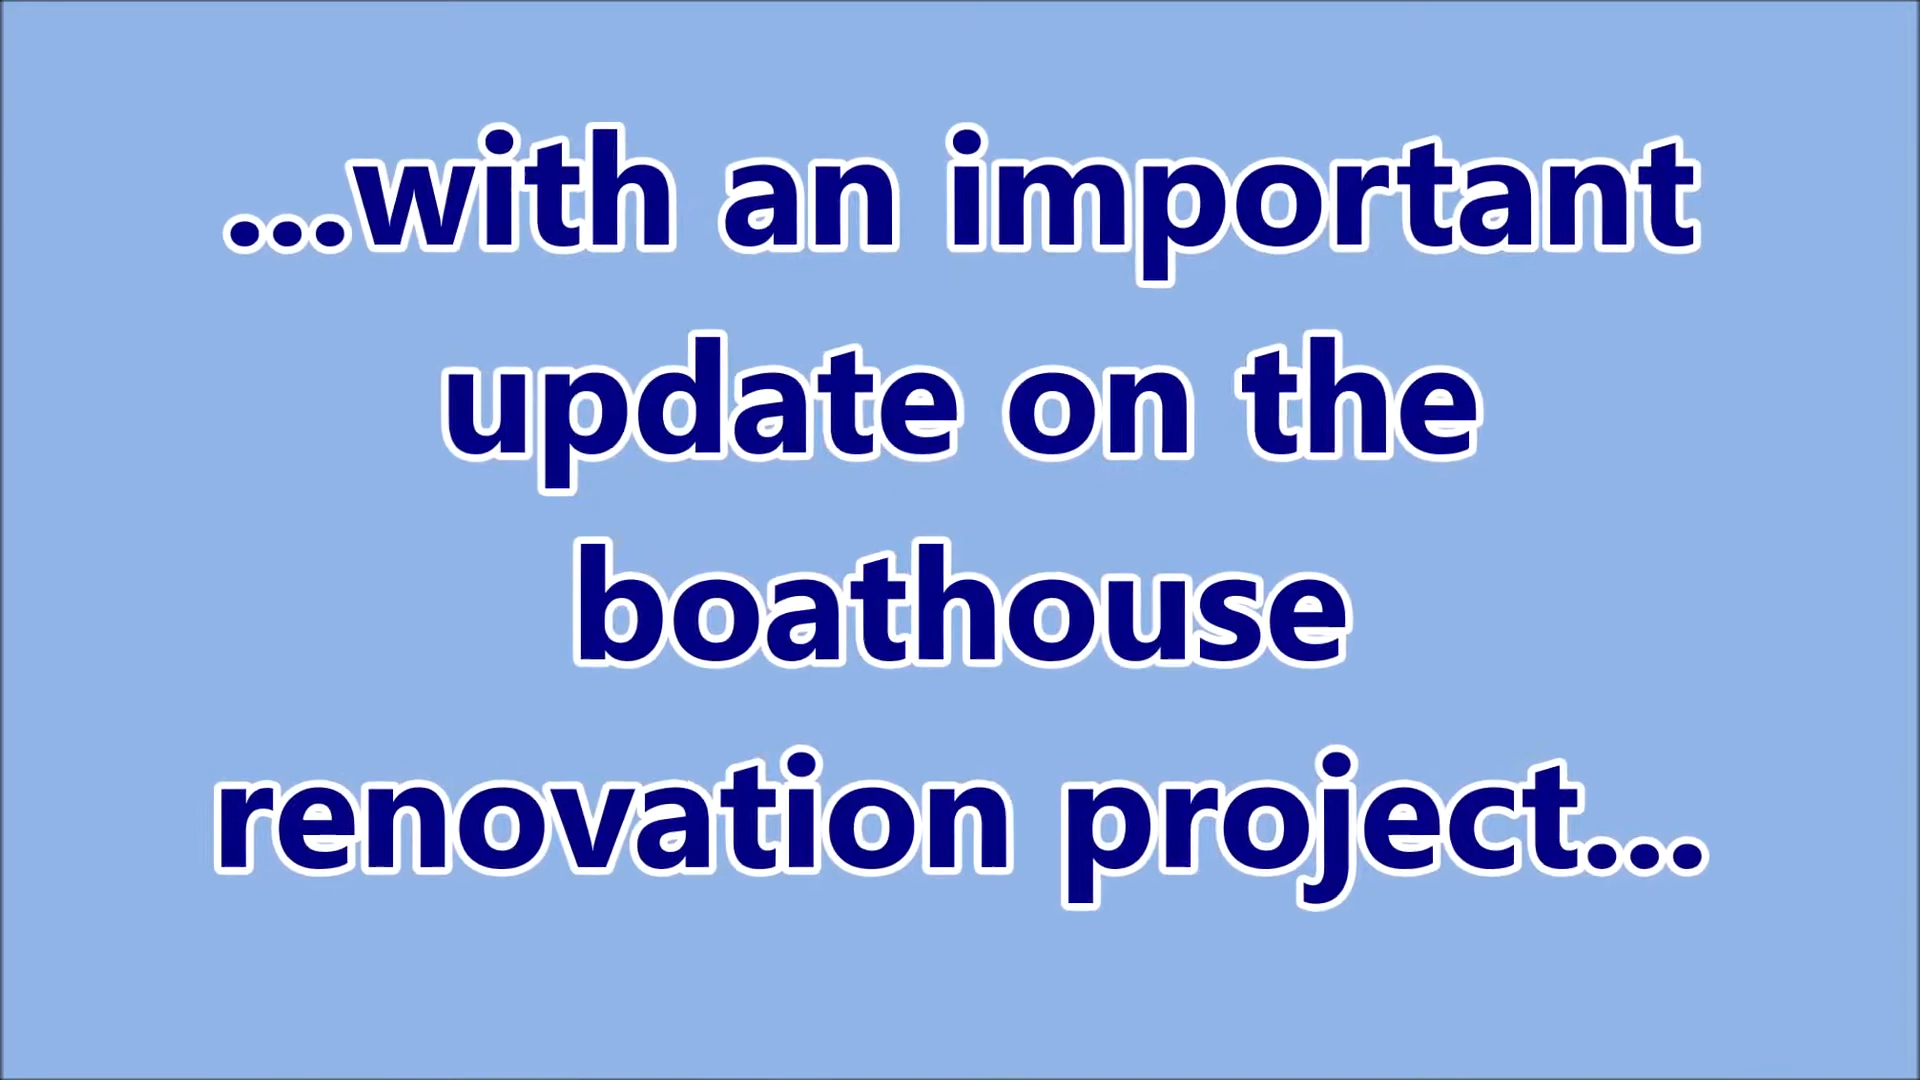 ...with an important
update on the
boathouse
renovation project...